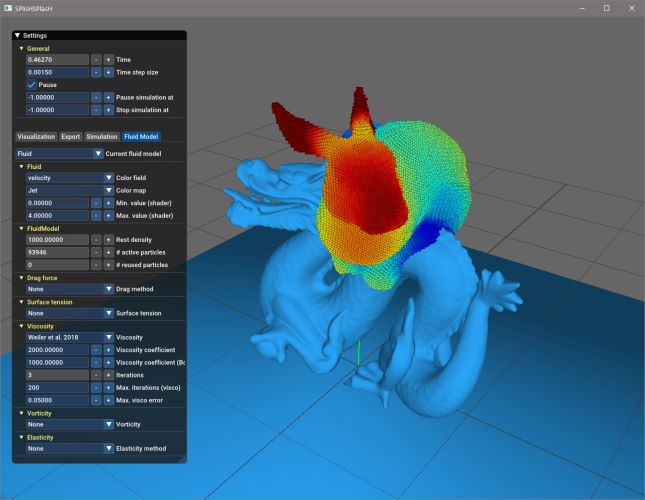 SPlisHSPlasH
Settings
General
0.46270 - + Time
0.00150 - + Time step size
Pause
-1.00000 - + Pause simulation at
-1.00000 - + Stop simulation at
Visualization Export Simulation Fluid Model
Fluid Current fluid model
Fluid
velocity Color field
Jet Color map
0.00000 - + Min. value (shader)
4.00000 - + Max. value (shader)
FluidModel
1000.00000 - + Rest density
93946 - + # active particles
0 - + # reused particles
Drag force
None Drag method
Surface tension
None Surface tension
Viscosity
Weiler et al. 2018 Viscosity
2000.00000 - + Viscosity coefficient
1000.00000 - + Viscosity coefficient (Bo
3 - + Iterations
200 - + Max. iterations (visco)
0.05000 - + Max. visco error
Vorticity
None Vorticity
Elasticity
None Elasticity method